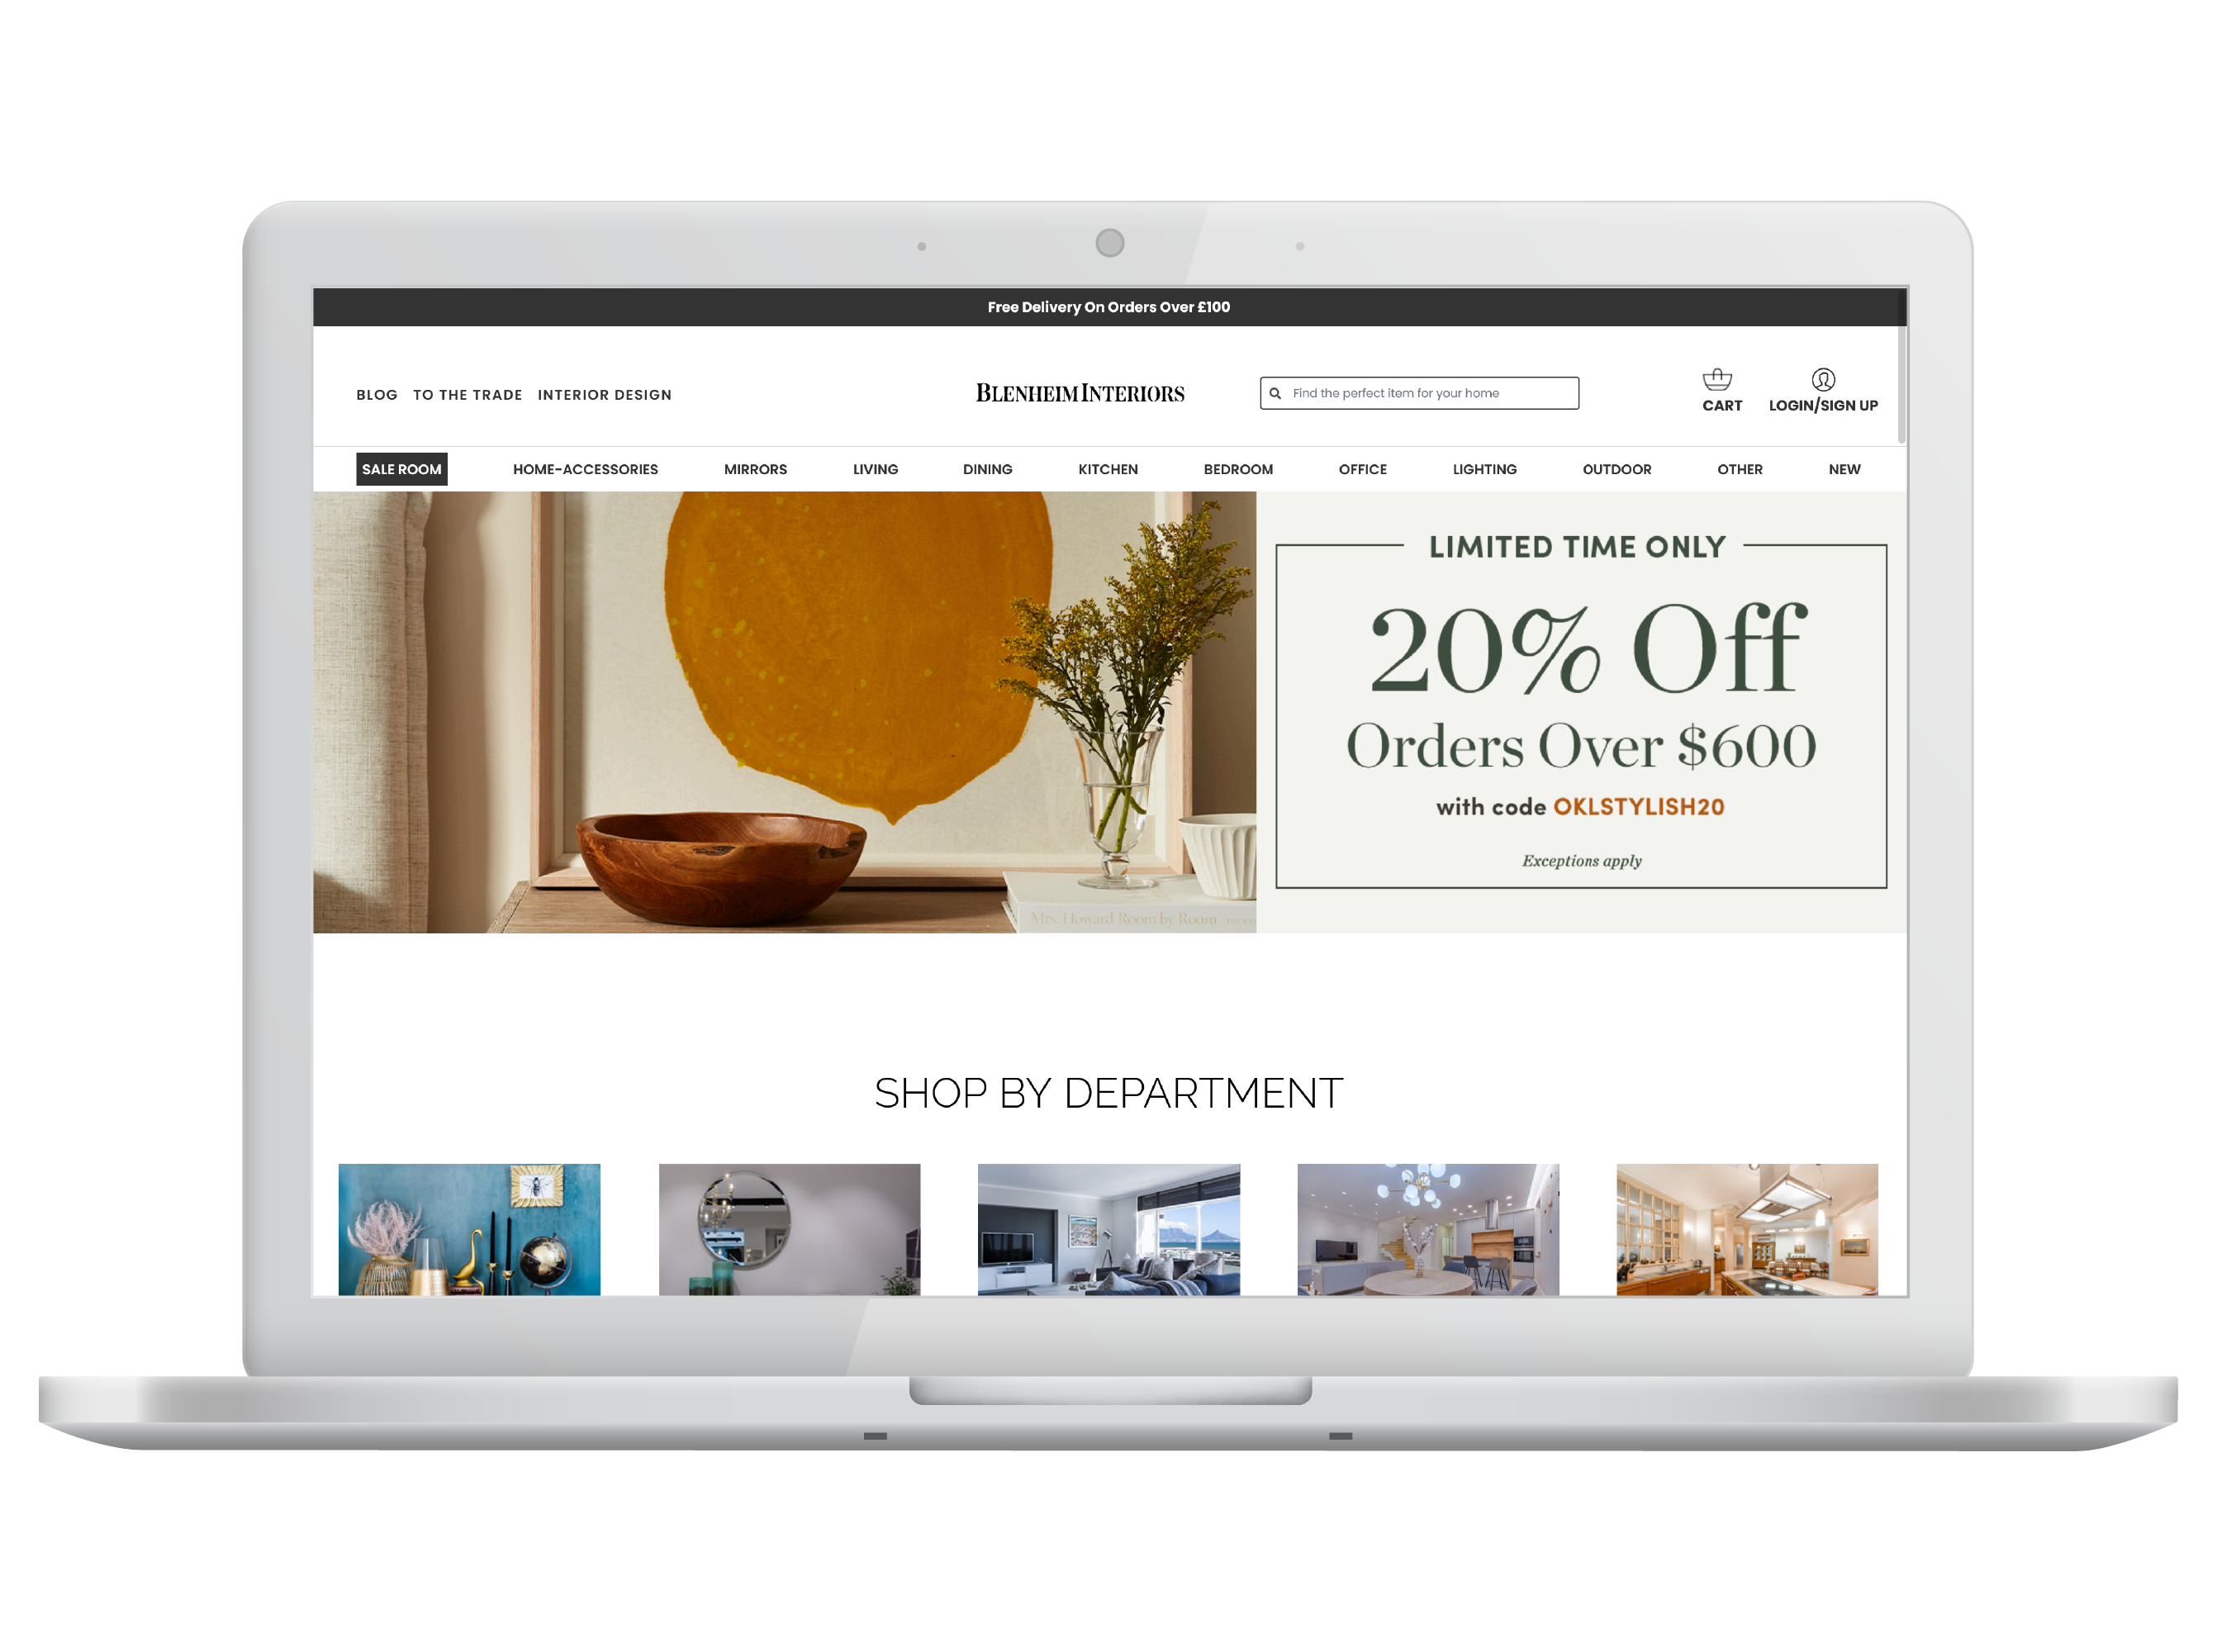 Free Delivery On Orders Over £100
BLOG TO THE TRADE INTERIOR DESIGN
BLENHEIM INTERIORS
Find the perfect item for your home
CART
LOGIN/SIGN UP
SALE ROOM HOME-ACCESSORIES MIRRORS LIVING DINING KITCHEN BEDROOM OFFICE LIGHTING OUTDOOR OTHER NEW
LIMITED TIME ONLY
20% Off
Orders Over $600
with code OKLSTYLISH20
Exceptions apply
Mrs. Howard Room by Room
SHOP BY DEPARTMENT